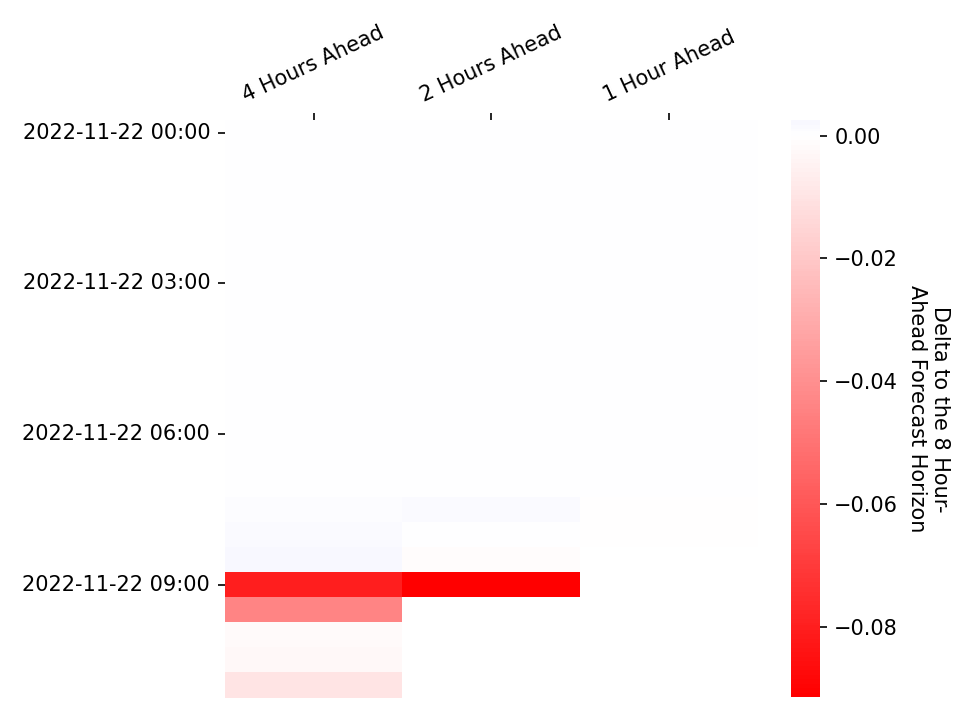 4 Hours Ahead
2 Hours Ahead
1 Hour Ahead
2022-11-22 00:00
2022-11-22 03:00
2022-11-22 06:00
2022-11-22 09:00
0.00
−0.02
−0.04
−0.06
−0.08
Delta to the 8 Hour-
Ahead Forecast Horizon